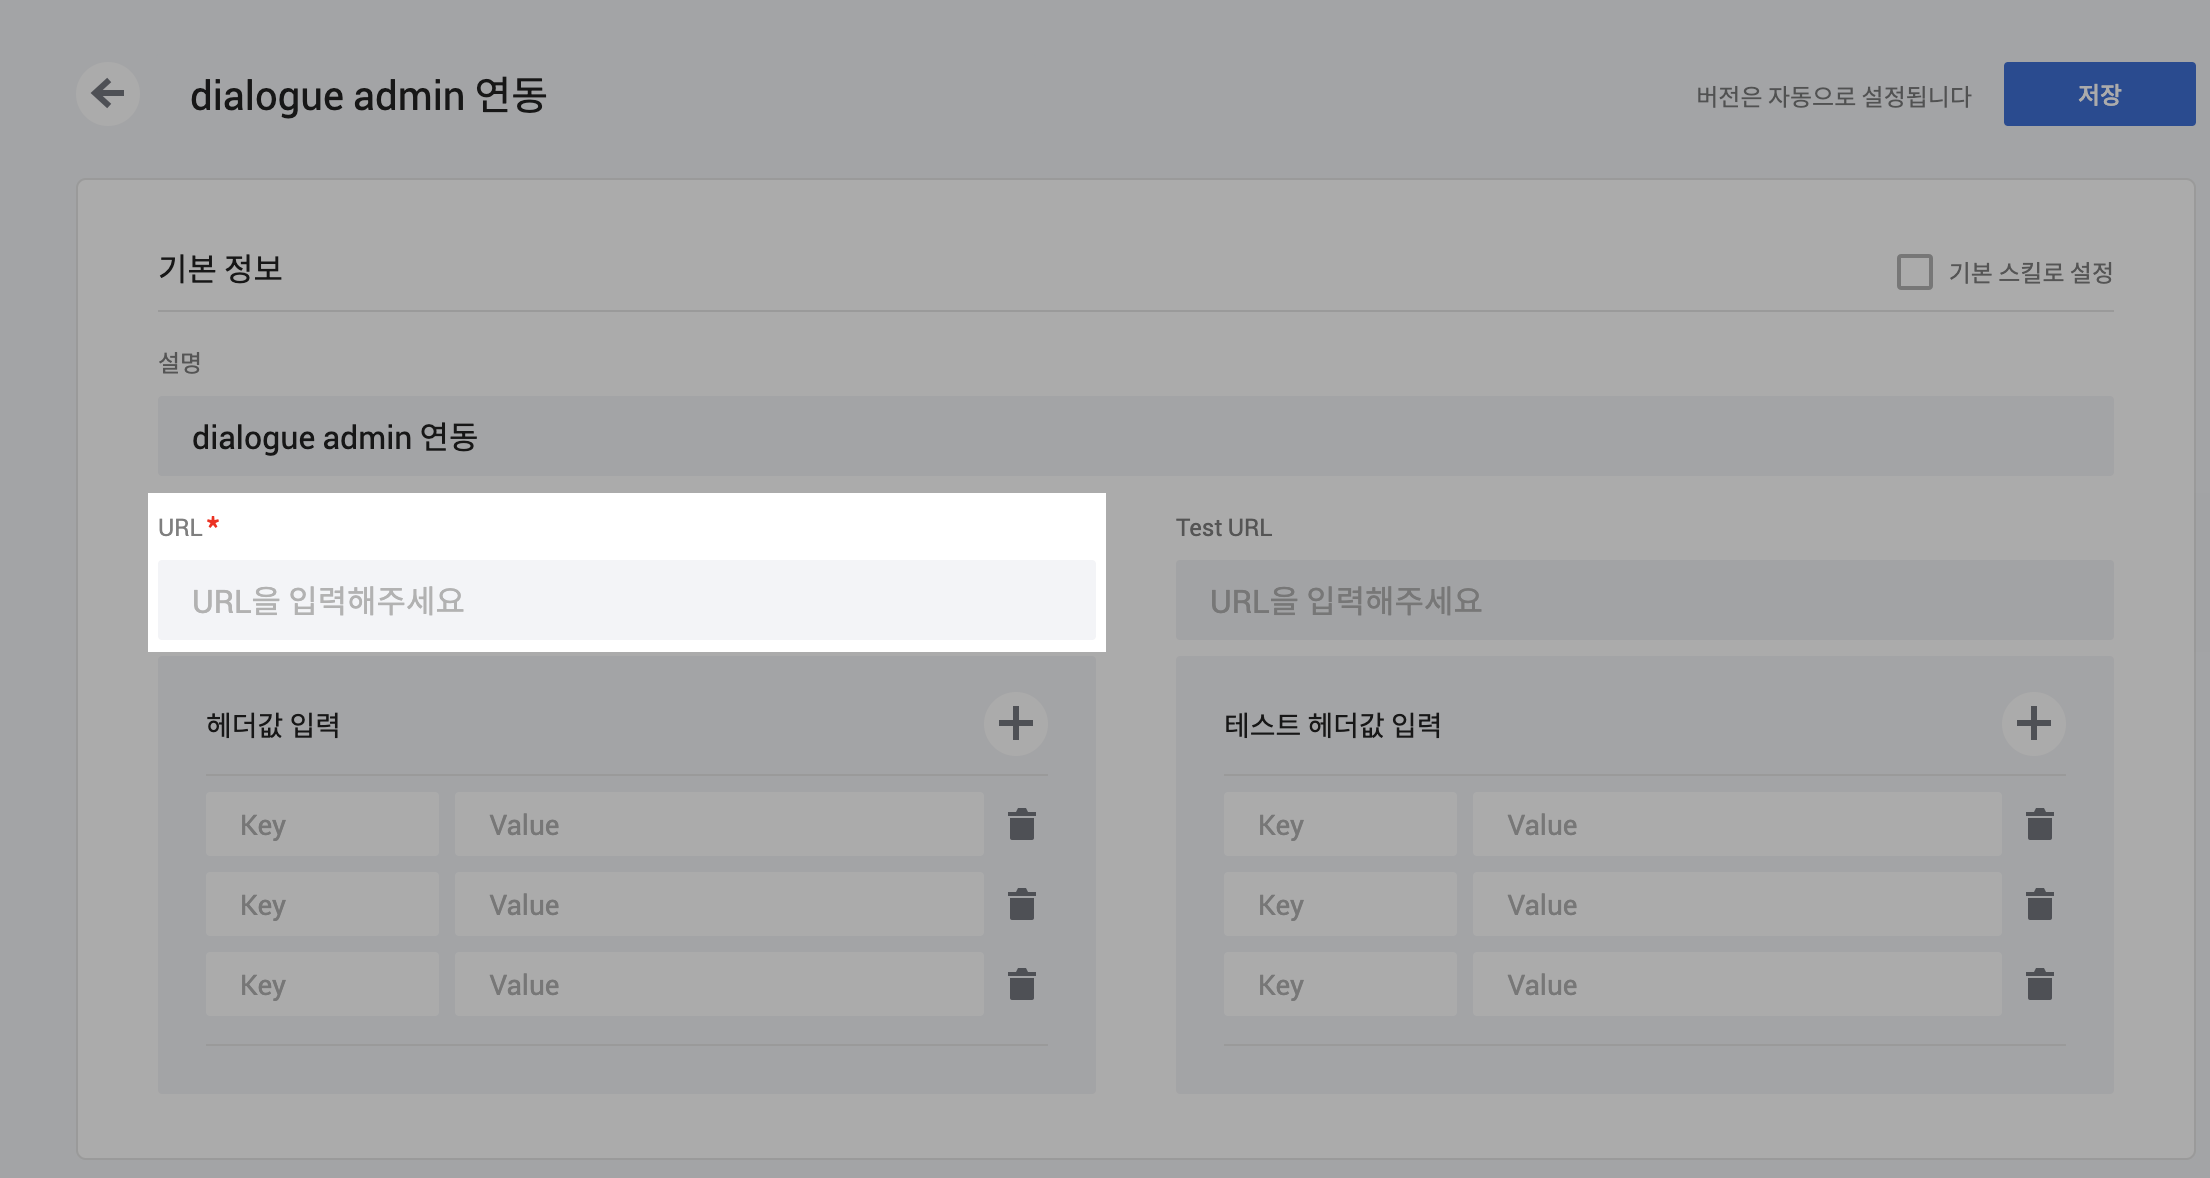 dialogue admin 연동
버전은 자동으로 설정됩니다
저장
기본 정보
기본 스킬로 설정
설명
dialogue admin 연동
URL *
URL을 입력해주세요
Test URL
URL을 입력해주세요
헤더값 입력
Key Value
Key Value
Key Value
테스트 헤더값 입력
Key Value
Key Value
Key Value